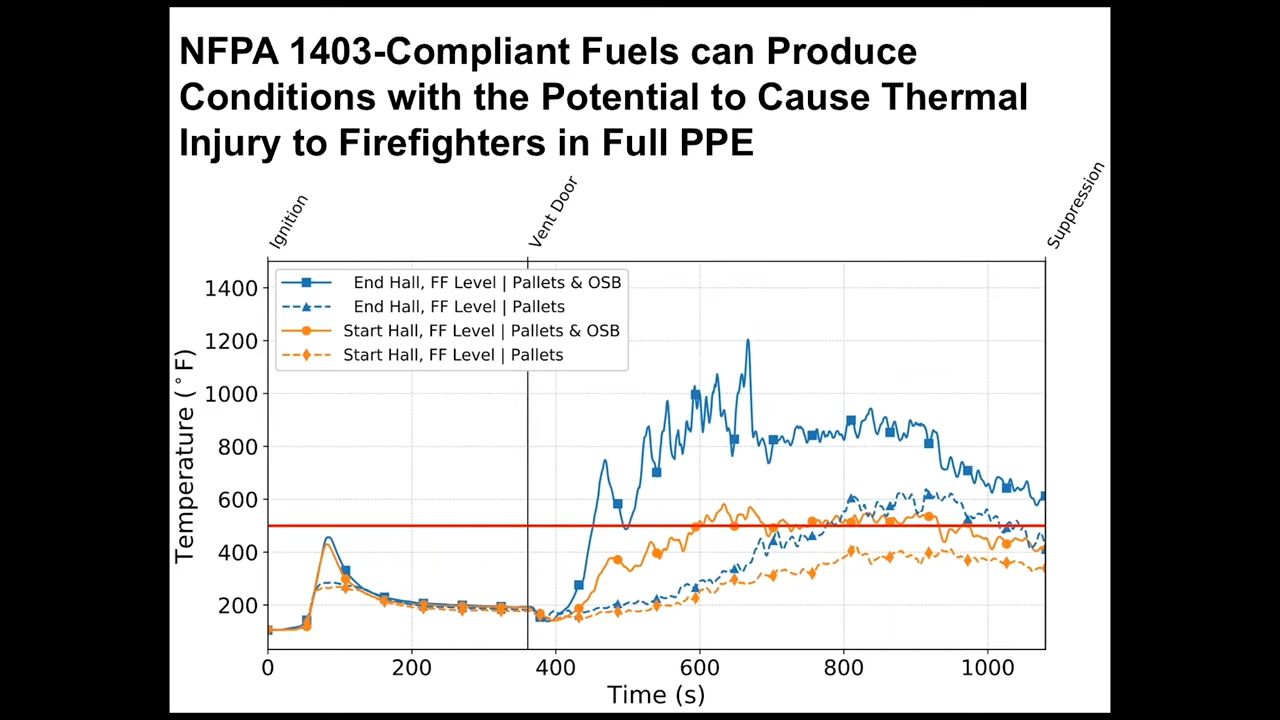 NFPA 1403-Compliant Fuels can Produce
Conditions with the Potential to Cause Thermal
Injury to Firefighters in Full PPE
Ignition
Vent Door
Suppression
End Hall, FF Level | Pallets & OSB
End Hall, FF Level | Pallets
Start Hall, FF Level | Pallets & OSB
Start Hall, FF Level | Pallets
Temperature (°F)
1400
1200
1000
800
600
400
200
0
200
400
600
800
1000
Time (s)